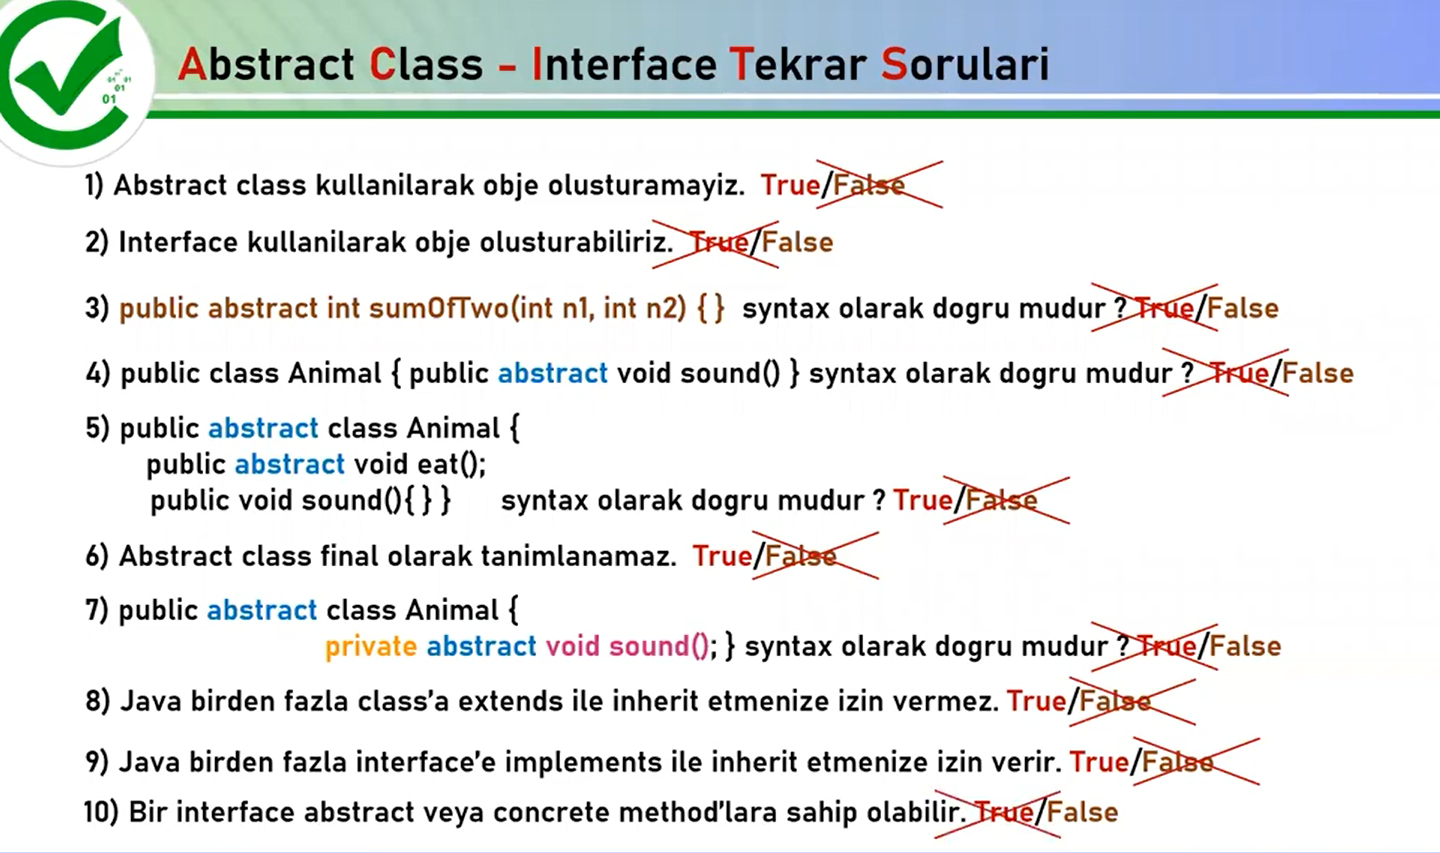 Abstract Class - Interface Tekrar Sorulari
1) Abstract class kullanilarak obje olusturamayiz. True/False
2) Interface kullanilarak obje olusturabiliriz. True/False
3) public abstract int sumOfTwo(int n1, int n2) { } syntax olarak dogru mudur ? True/False
4) public class Animal { public abstract void sound() } syntax olarak dogru mudur ? True/False
5) public abstract class Animal {
public abstract void eat();
public void sound(){ } } syntax olarak dogru mudur ? True/False
6) Abstract class final olarak tanimlanamaz. True/False
7) public abstract class Animal {
private abstract void sound(); } syntax olarak dogru mudur ? True/False
8) Java birden fazla class’a extends ile inherit etmenize izin vermez. True/False
9) Java birden fazla interface’e implements ile inherit etmenize izin verir. True/False
10) Bir interface abstract veya concrete method’lara sahip olabilir. True/False